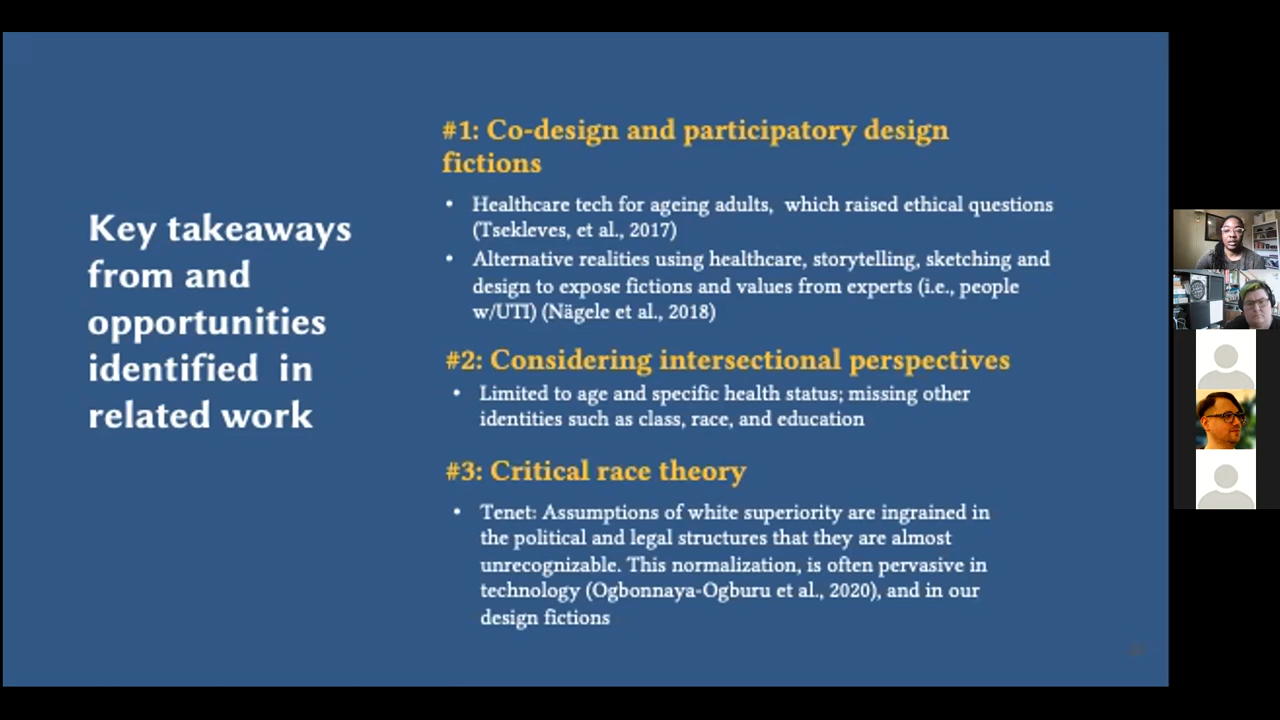 Key takeaways
from and
opportunities
identified in
related work
#1: Co-design and participatory design
fictions
• Healthcare tech for ageing adults, which raised ethical questions
(Tsekleves, et al., 2017)
• Alternative realities using healthcare, storytelling, sketching and
design to expose fictions and values from experts (i.e., people
w/UTI) (Nägele et al., 2018)
#2: Considering intersectional perspectives
• Limited to age and specific health status; missing other
identities such as class, race, and education
#3: Critical race theory
• Tenet: Assumptions of white superiority are ingrained in
the political and legal structures that they are almost
unrecognizable. This normalization, is often pervasive in
technology (Ogbonnaya-Ogburu et al., 2020), and in our
design fictions